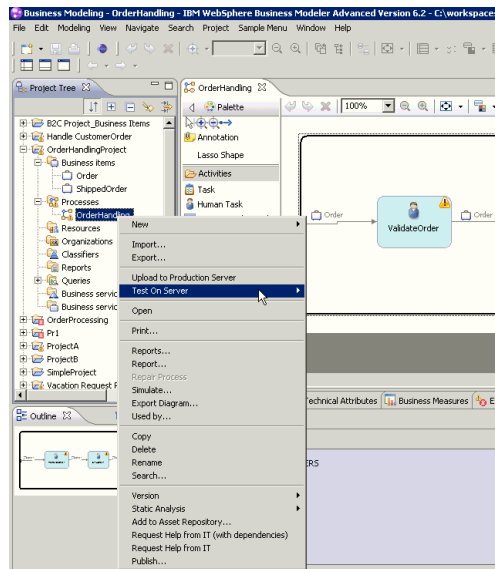 Business Modeling - OrderHandling - IBM WebSphere Business Modeler Advanced Version 6.2 - C:\workspace
File Edit Modeling View Navigate Search Project Sample Menu Window Help
Project Tree
OrderHandling
Palette
100%
B2C Project_Business Items
Handle CustomerOrder
OrderHandlingProject
Business items
Order
ShippedOrder
Processes
OrderHandling
Resources
Organizations
Classifiers
Reports
Queries
Business servic
Business servic
OrderProcessing
Pr1
ProjectA
ProjectB
SimpleProject
Vacation Request P
Annotation
Lasso Shape
Activities
Task
Human Task
Order
ValidateOrder
Order
New
Import...
Export...
Upload to Production Server
Test On Server
Open
Print...
Reports...
Report...
Repair Process
Simulate...
Export Diagram...
Used by...
Copy
Delete
Rename
Search...
Version
Static Analysis
Add to Asset Repository...
Request Help from IT (with dependencies)
Request Help from IT
Publish...
echnical Attributes
Business Measures
E
ERS
Outline